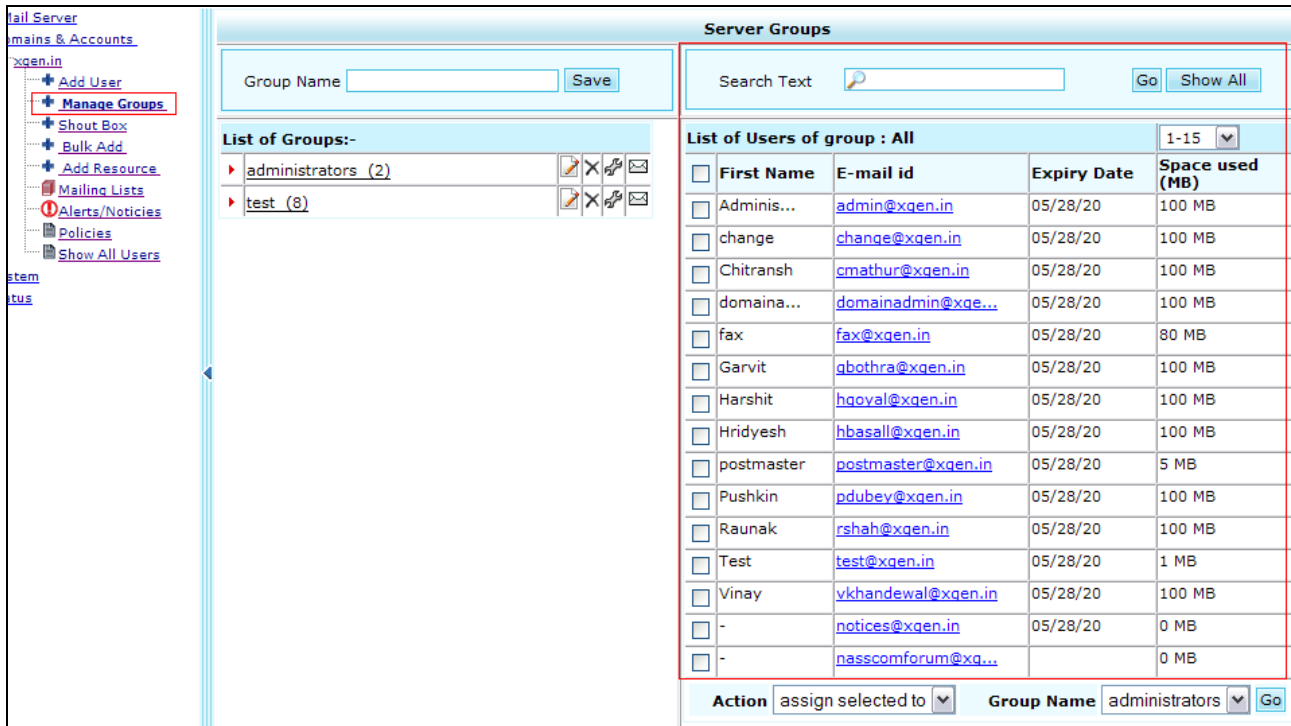 Mail Server
Server Groups
omains & Accounts
xgen.in
Add User
Manage Groups
Shout Box
Bulk Add
Add Resource
Mailing Lists
Alerts/Noticies
Policies
Show All Users
stem
atus
Group Name Save
List of Groups:-
administrators (2)
test (8)
Search Text Go Show All
List of Users of group : All 1-15
First Name E-mail id Expiry Date Space used (MB)
Adminis... admin@xgen.in 05/28/20 100 MB
change change@xgen.in 05/28/20 100 MB
Chitransh cmathur@xgen.in 05/28/20 100 MB
domaina... domainadmin@xge... 05/28/20 100 MB
fax fax@xgen.in 05/28/20 80 MB
Garvit gbothra@xgen.in 05/28/20 100 MB
Harshit hgoyal@xgen.in 05/28/20 100 MB
Hridyesh hbasall@xgen.in 05/28/20 100 MB
postmaster postmaster@xgen.in 05/28/20 5 MB
Pushkin pdubey@xgen.in 05/28/20 100 MB
Raunak rshah@xgen.in 05/28/20 100 MB
Test test@xgen.in 05/28/20 1 MB
Vinay vkhandewal@xgen.in 05/28/20 100 MB
- notices@xgen.in 05/28/20 0 MB
- nasscomforum@xg... 0 MB
Action assign selected to Group Name administrators Go